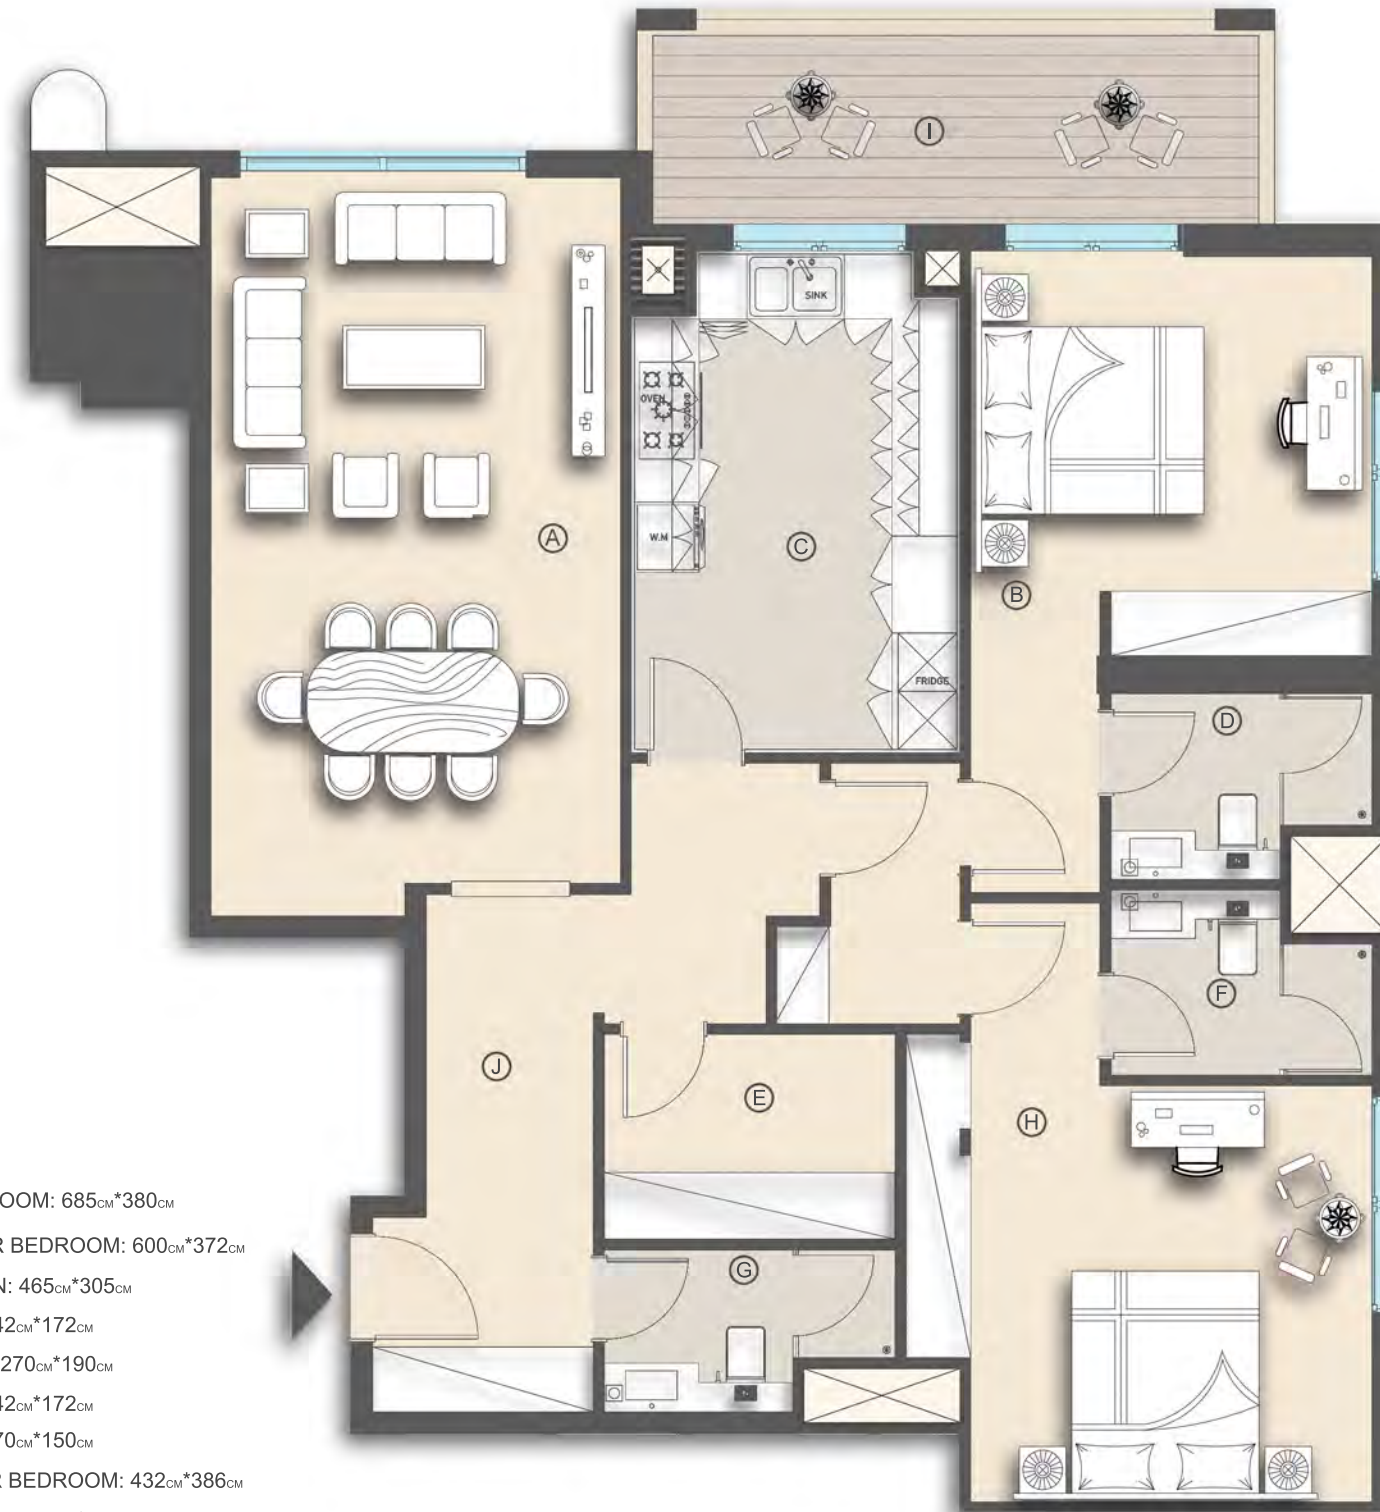 I
SINK
OVEN
A
W.M
C
B
FRIDGE
D
F
J
E
H
G
OOM: 685CM*380CM
R BEDROOM: 600CM*372CM
N: 465CM*305CM
42CM*172CM
270CM*190CM
42CM*172CM
70CM*150CM
R BEDROOM: 432CM*386CM